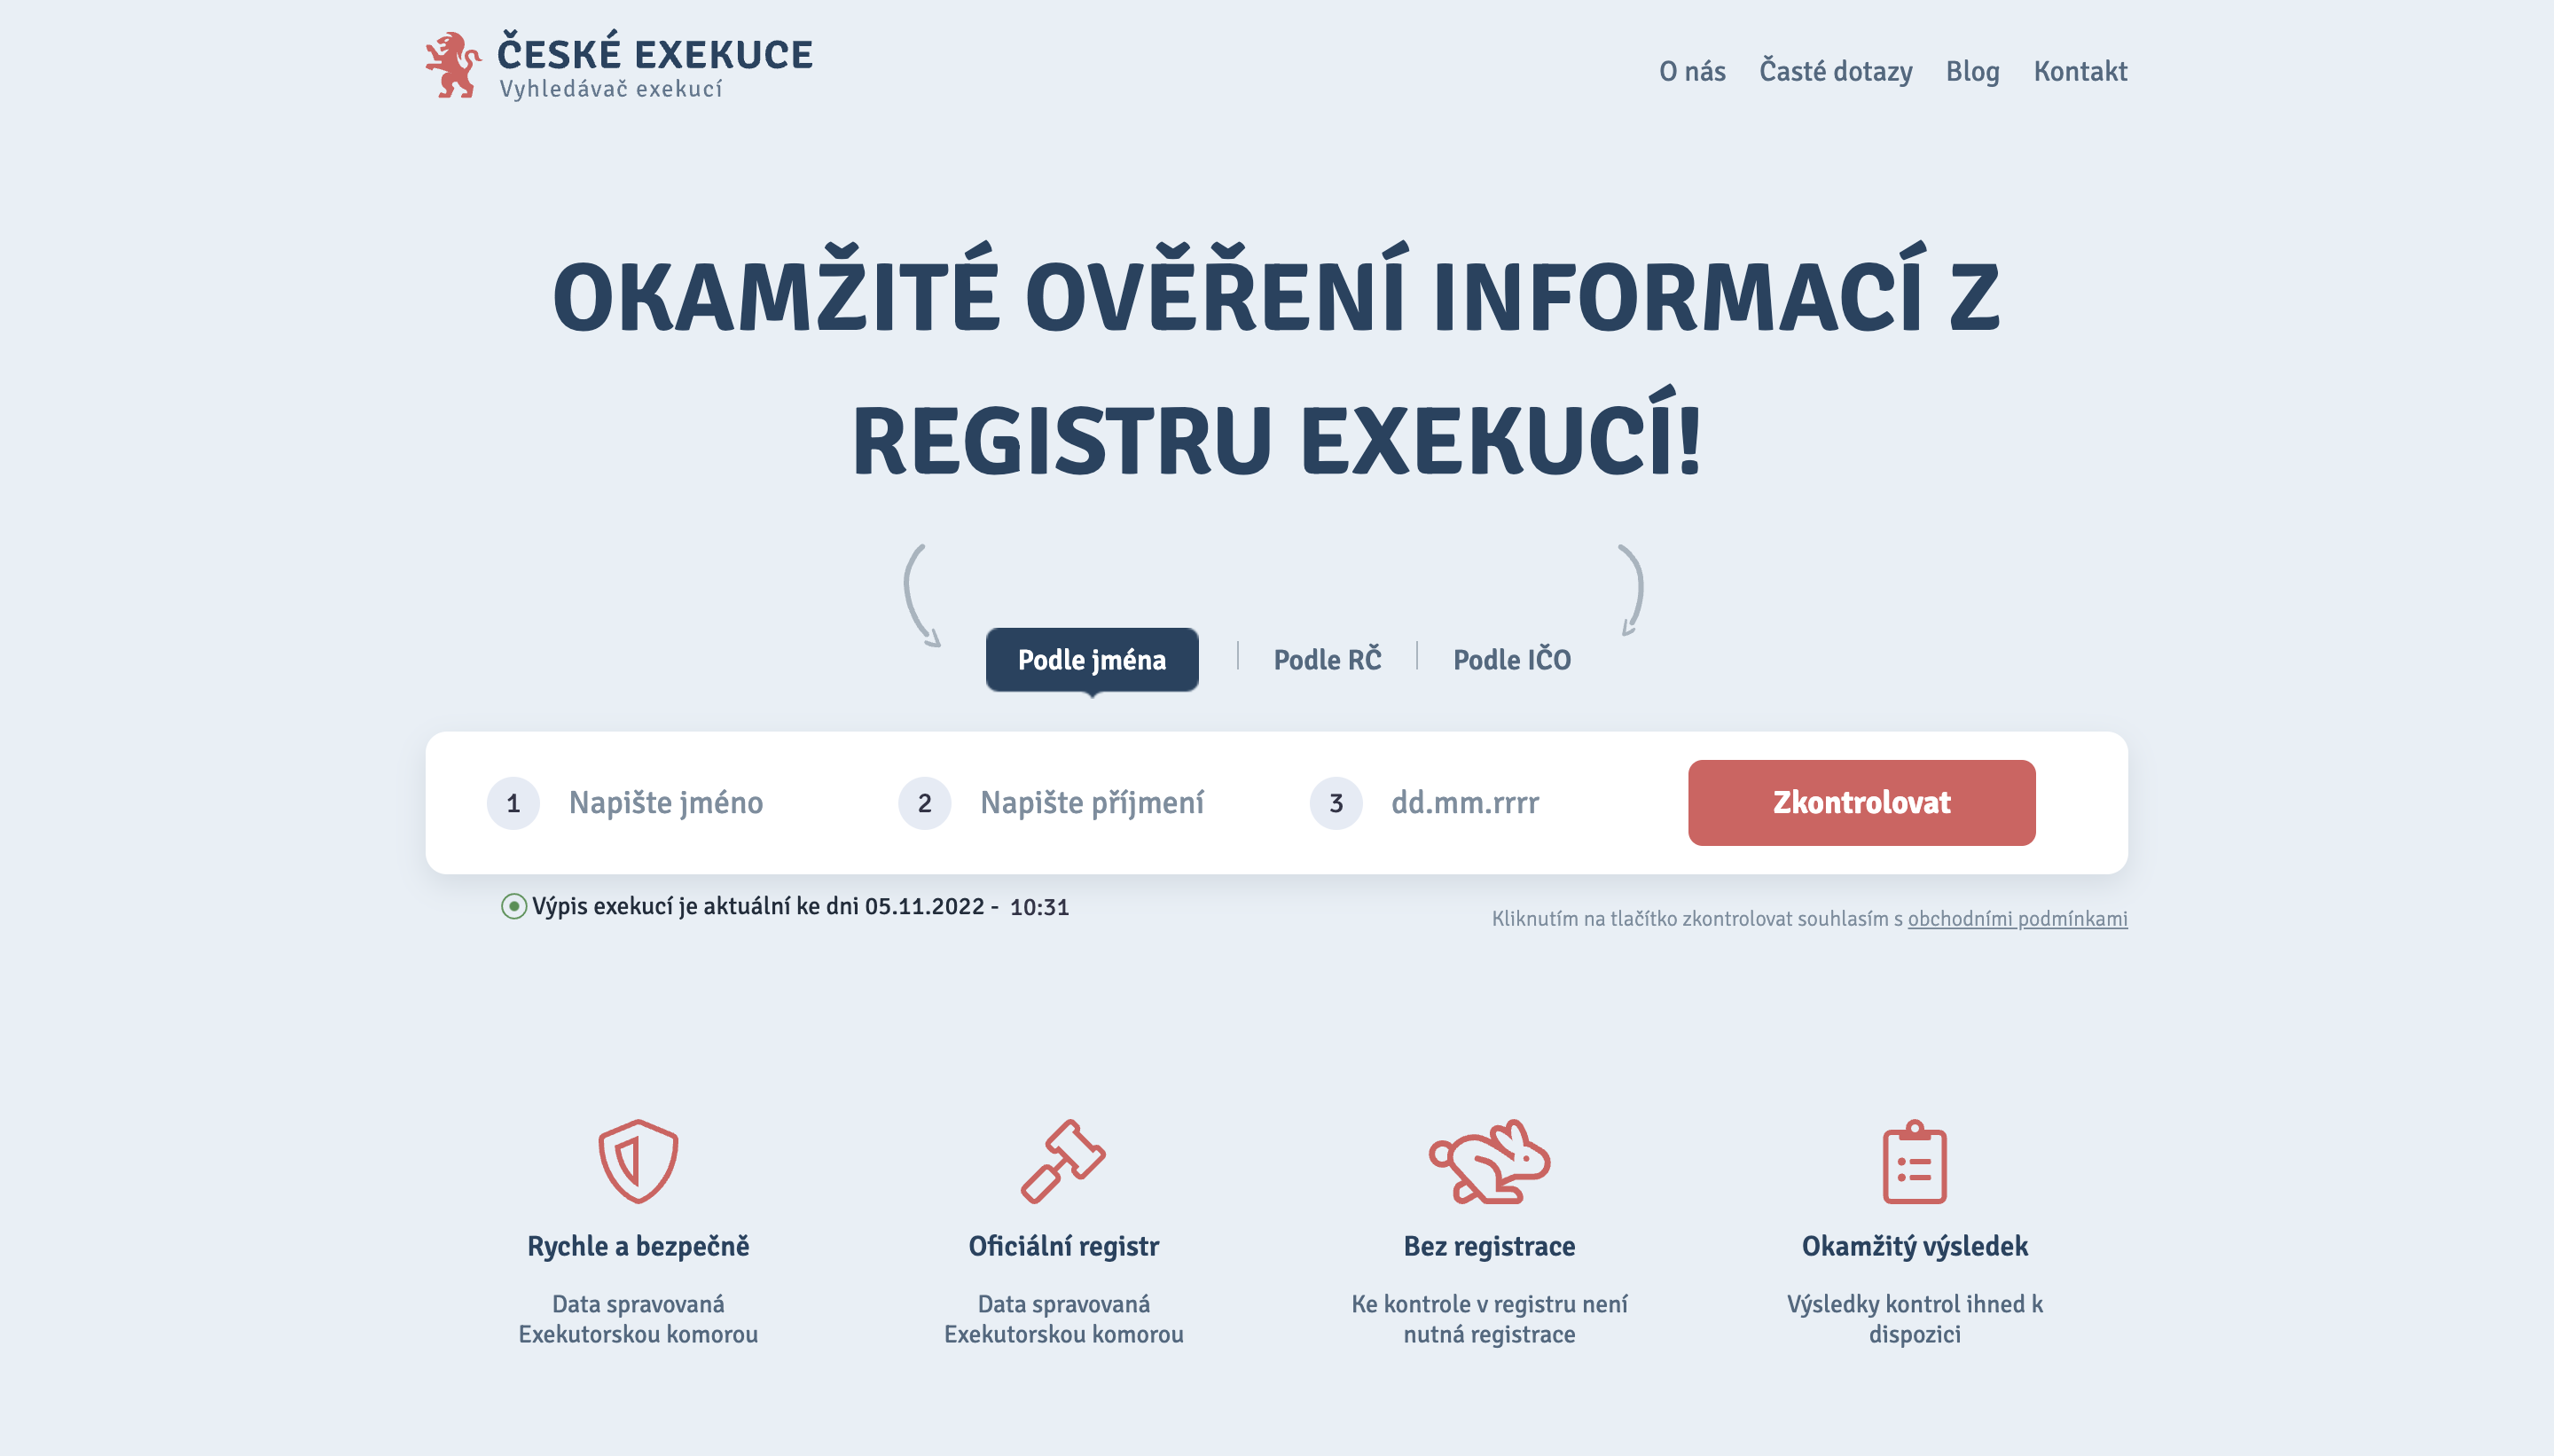 ČESKÉ EXEKUCE
Vyhledávač exekucí
O nás
Časté dotazy
Blog
Kontakt
OKAMŽITÉ OVĚŘENÍ INFORMACÍ Z
REGISTRU EXEKUCÍ!
Podle jména
Podle RČ
Podle IČO
1 Napište jméno
2 Napište příjmení
3 dd.mm.rrrr
Zkontrolovat
Výpis exekucí je aktuální ke dni 05.11.2022 - 10:31
Kliknutím na tlačítko zkontrolovat souhlasím s obchodními podmínkami
Rychle a bezpečně
Data spravovaná
Exekutorskou komorou
Oficiální registr
Data spravovaná
Exekutorskou komorou
Bez registrace
Ke kontrole v registru není
nutná registrace
Okamžitý výsledek
Výsledky kontrol ihned k
dispozici